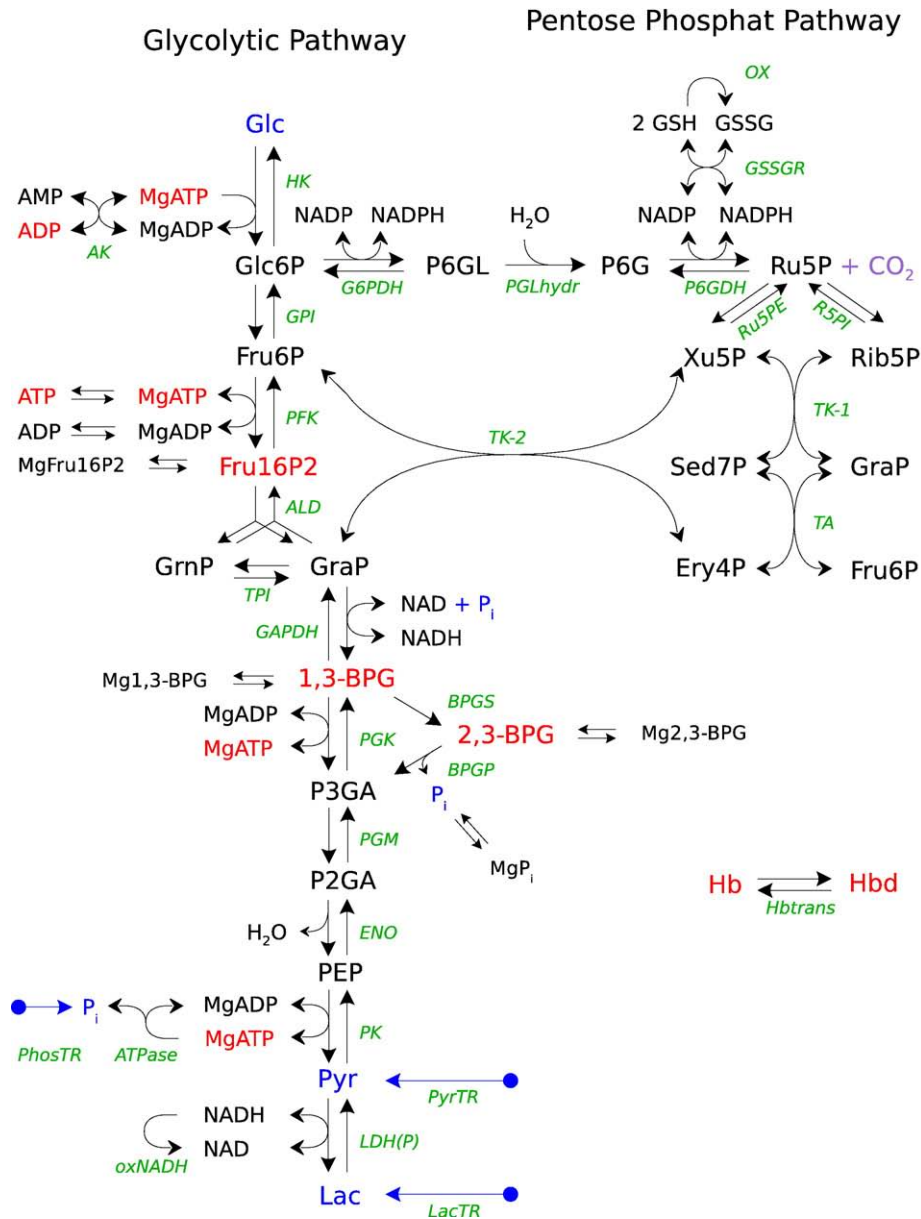 Glycolytic Pathway
Pentose Phosphat Pathway
OX
Glc
2 GSH GSSG
HK
GSSGR
AMP MgATP
NADP NADPH
H₂O
NADP NADPH
ADP MgADP
AK
Glc6P
P6GL
P6G
Ru5P + CO₂
G6PDH
PGLhydr
P6GDH
GPI
Ru5PE
R5PI
Fru6P
Xu5P
Rib5P
ATP MgATP
PFK
TK-1
ADP MgADP
TK-2
MgFru16P2 Fru16P2
Sed7P
GraP
ALD
TA
GrnP
GraP
Ery4P
Fru6P
TPI
NAD + Pᵢ
GAPDH
NADH
Mg1,3-BPG 1,3-BPG
BPGS
MgADP
PGK
2,3-BPG
Mg2,3-BPG
MgATP
BPGP
P3GA
Pᵢ
PGM
MgPᵢ
P2GA
Hb
Hbd
Hbtrans
H₂O
ENO
PEP
Pᵢ
MgADP
PK
MgATP
PhosTR
ATPase
Pyr
PyrTR
NADH
LDH(P)
NAD
oxNADH
Lac
LacTR